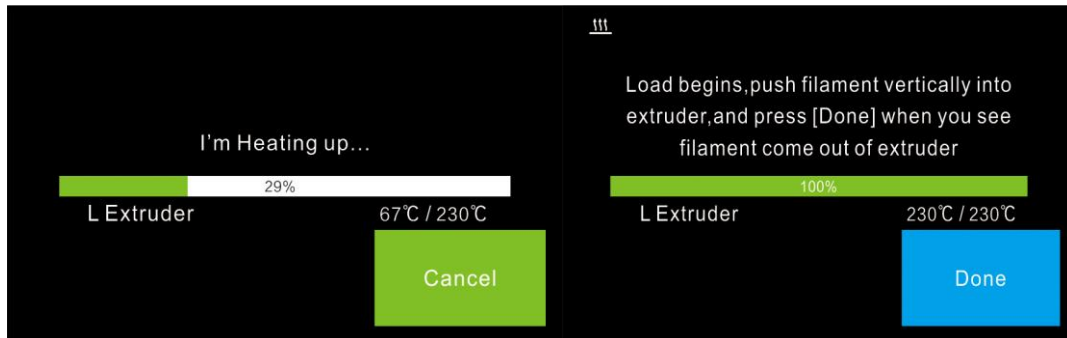 I'm Heating up...
29%
L Extruder
67℃ / 230℃
Cancel
Load begins,push filament vertically into
extruder,and press [Done] when you see
filament come out of extruder
100%
L Extruder
230℃ / 230℃
Done